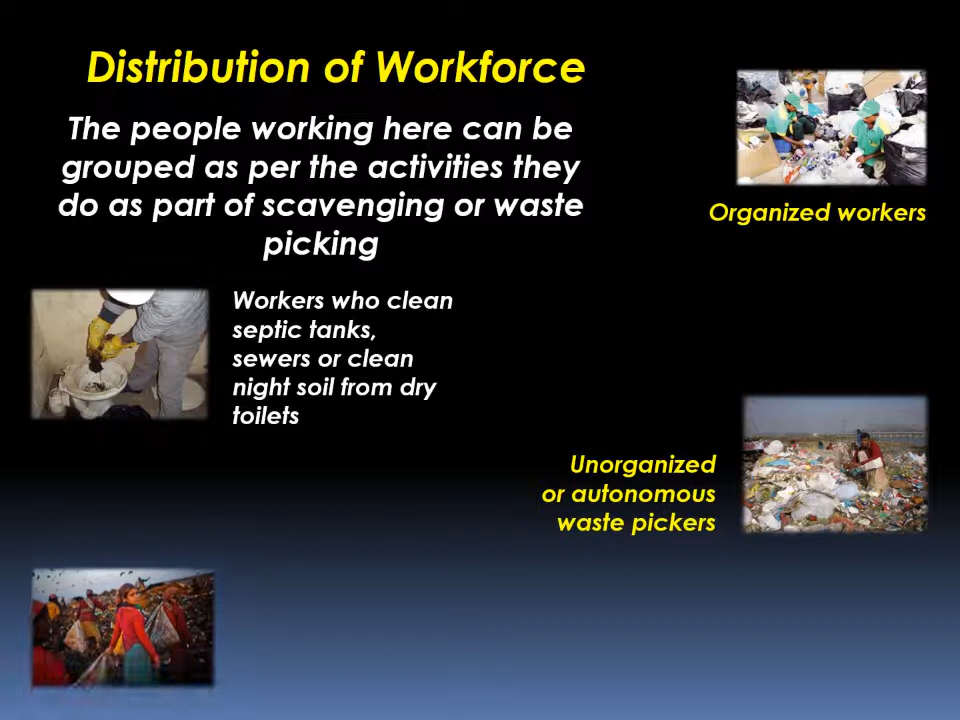 Distribution of Workforce
The people working here can be
grouped as per the activities they
do as part of scavenging or waste
picking
Organized workers
Workers who clean
septic tanks,
sewers or clean
night soil from dry
toilets
Unorganized
or autonomous
waste pickers